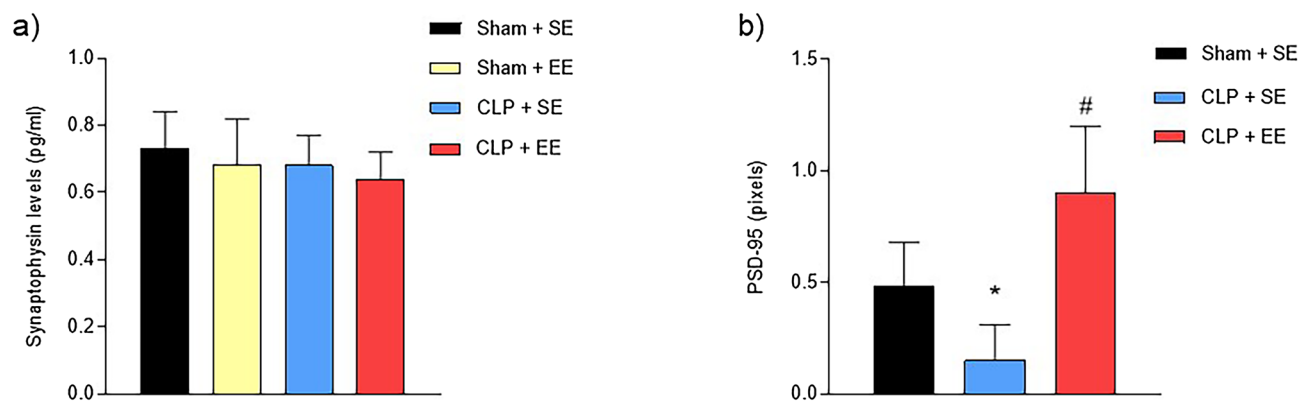 a)
Synaptophysin levels (pg/ml)
1.0
0.8
0.6
0.4
0.2
0.0
Sham + SE
Sham + EE
CLP + SE
CLP + EE
b)
PSD-95 (pixels)
1.5
1.0
0.5
0.0
*
#
Sham + SE
CLP + SE
CLP + EE